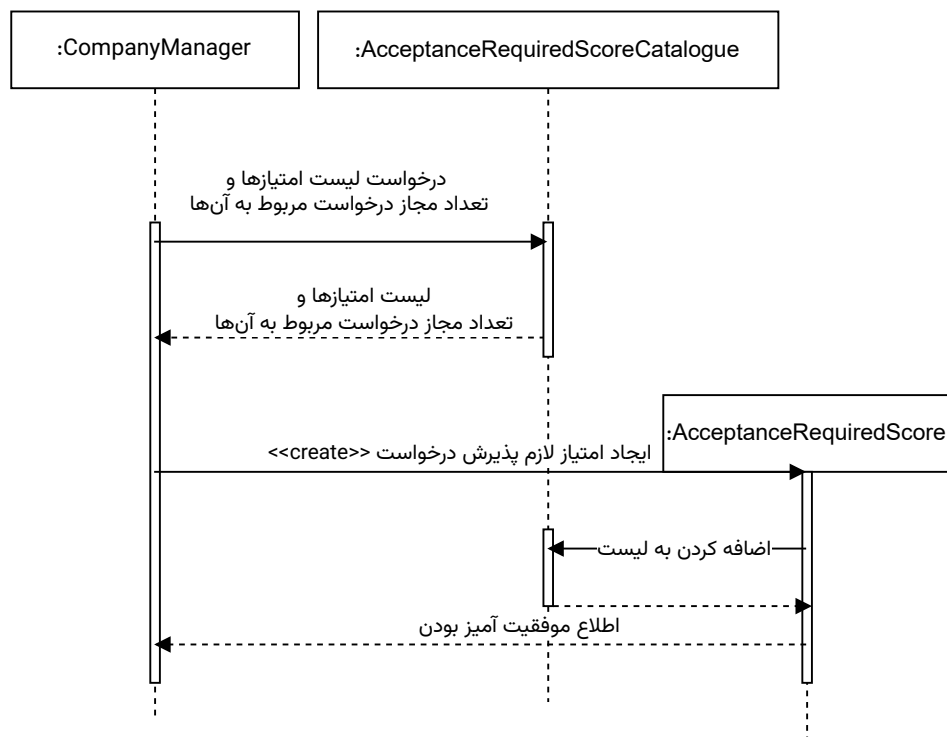 :CompanyManager
:AcceptanceRequiredScoreCatalogue
درخواست لیست امتیازها و
تعداد مجاز درخواست مربوط به آن‌ها
لیست امتیازها و
تعداد مجاز درخواست مربوط به آن‌ها
:AcceptanceRequiredScore
ایجاد امتیاز لازم پذیرش درخواست <<create>>
اضافه کردن به لیست
اطلاع موفقیت آمیز بودن